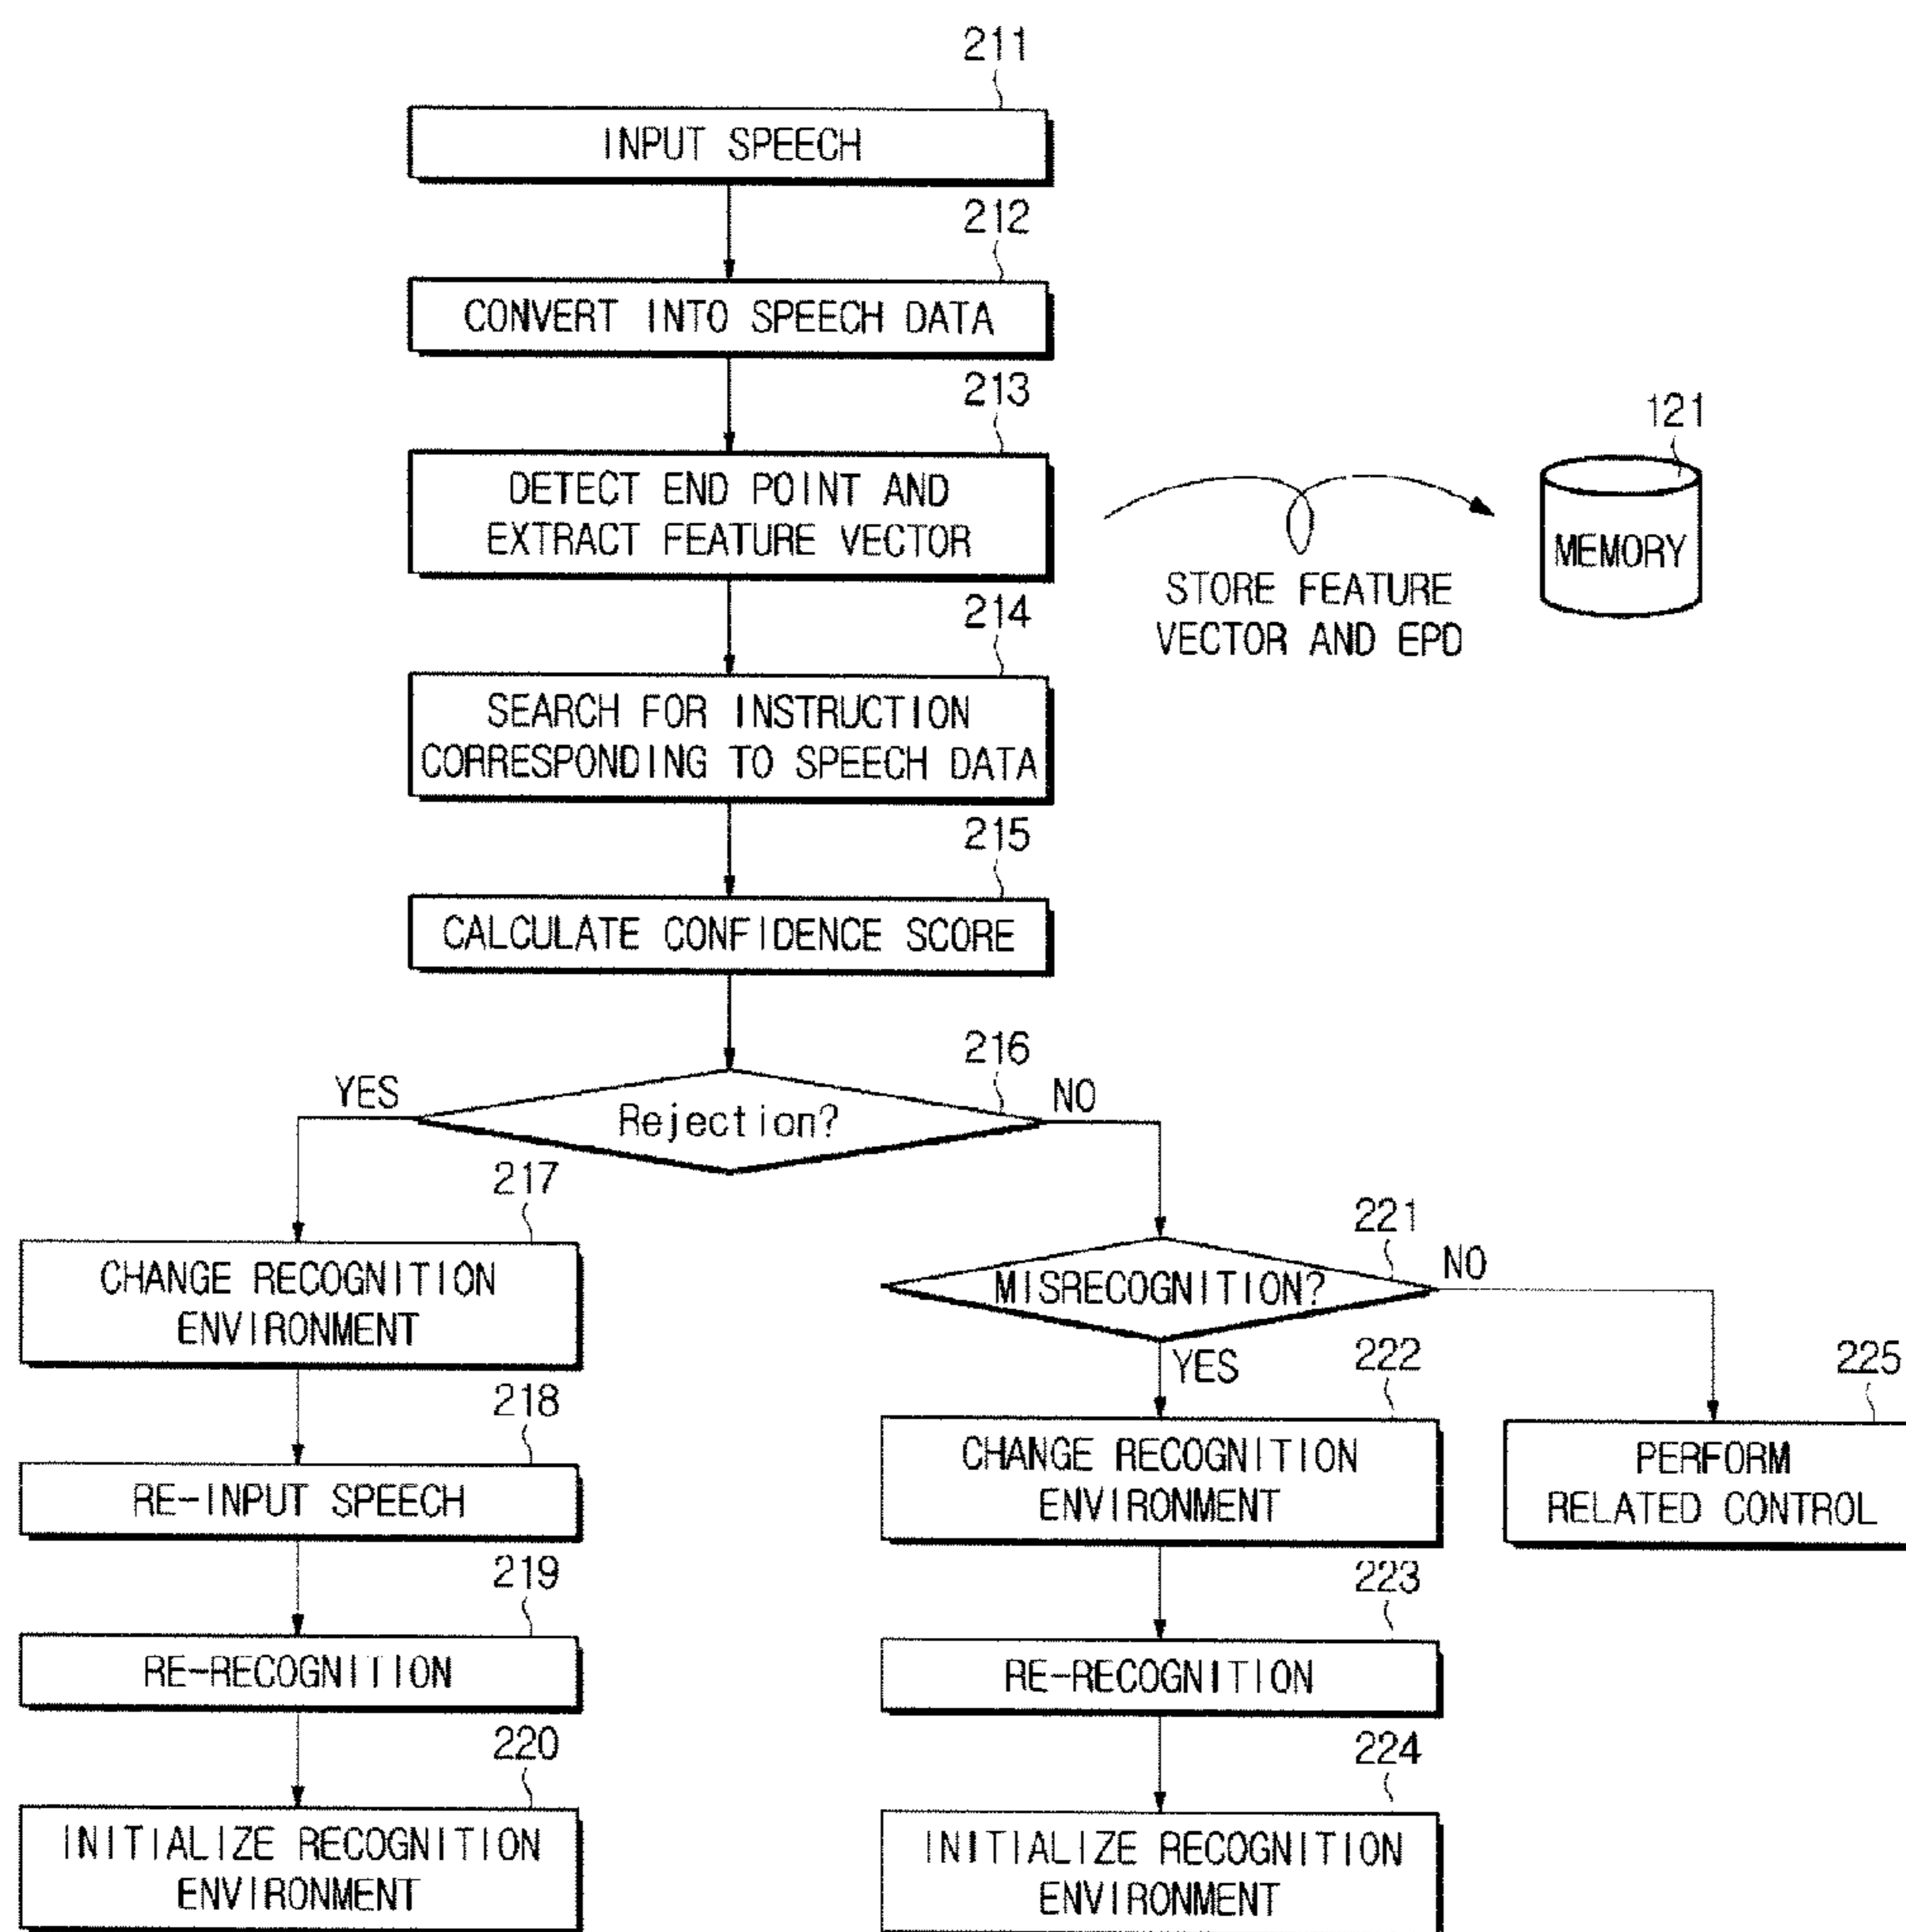 211
INPUT SPEECH
212
CONVERT INTO SPEECH DATA
213
DETECT END POINT AND
EXTRACT FEATURE VECTOR
121
MEMORY
STORE FEATURE
VECTOR AND EPD
214
SEARCH FOR INSTRUCTION
CORRESPONDING TO SPEECH DATA
215
CALCULATE CONFIDENCE SCORE
216
YES
Rejection?
NO
217
CHANGE RECOGNITION
ENVIRONMENT
218
RE-INPUT SPEECH
219
RE-RECOGNITION
220
INITIALIZE RECOGNITION
ENVIRONMENT
221
MISRECOGNITION?
NO
YES
222
CHANGE RECOGNITION
ENVIRONMENT
225
PERFORM
RELATED CONTROL
223
RE-RECOGNITION
224
INITIALIZE RECOGNITION
ENVIRONMENT